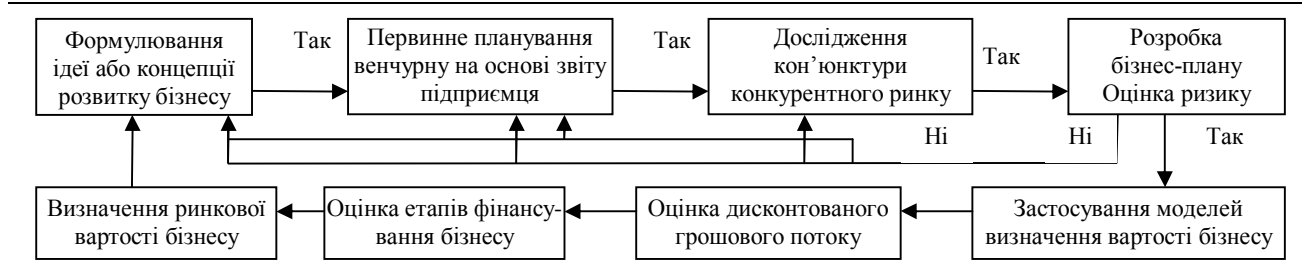 Формулювання
ідеї або концепції
розвитку бізнесу
Так
Первинне планування
венчурну на основі звіту
підприємця
Так
Дослідження
кон’юнктури
конкурентного ринку
Так
Розробка
бізнес-плану
Оцінка ризику
Ні
Ні
Так
Визначення ринкової
вартості бізнесу
Оцінка етапів фінансу-
вання бізнесу
Оцінка дисконтованого
грошового потоку
Застосування моделей
визначення вартості бізнесу